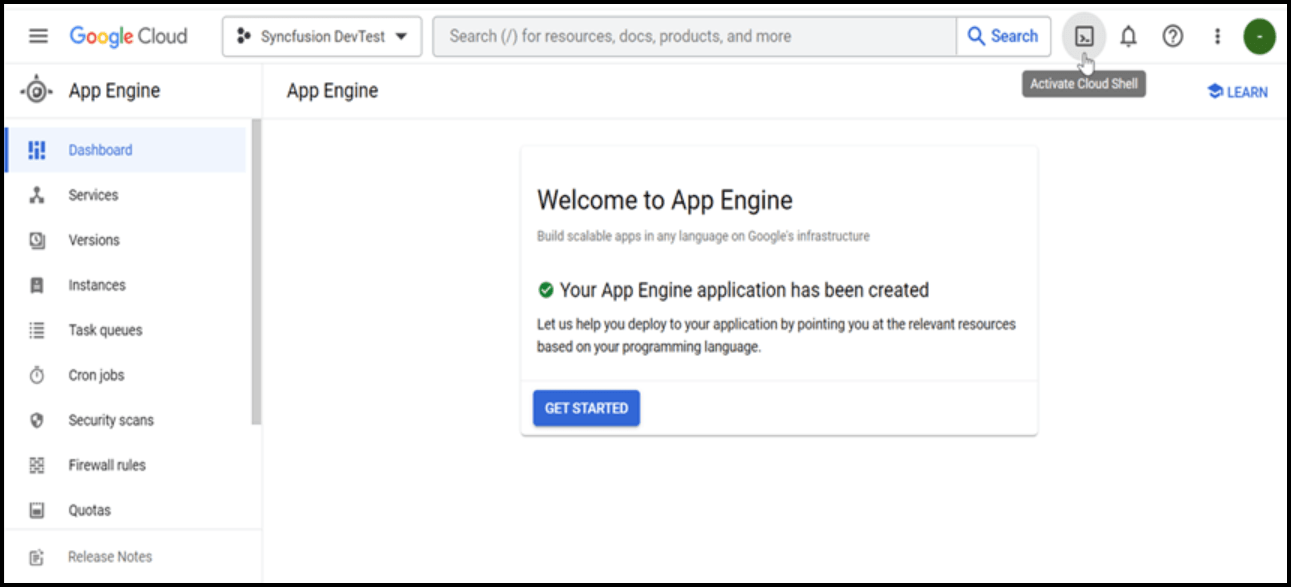 Google Cloud
Syncfusion DevTest
Search (/) for resources, docs, products, and more
Search
-
Activate Cloud Shell
App Engine
App Engine
LEARN
Dashboard
Services
Versions
Instances
Task queues
Cron jobs
Security scans
Firewall rules
Quotas
Release Notes
Welcome to App Engine
Build scalable apps in any language on Google's infrastructure
Your App Engine application has been created
Let us help you deploy to your application by pointing you at the relevant resources
based on your programming language.
GET STARTED